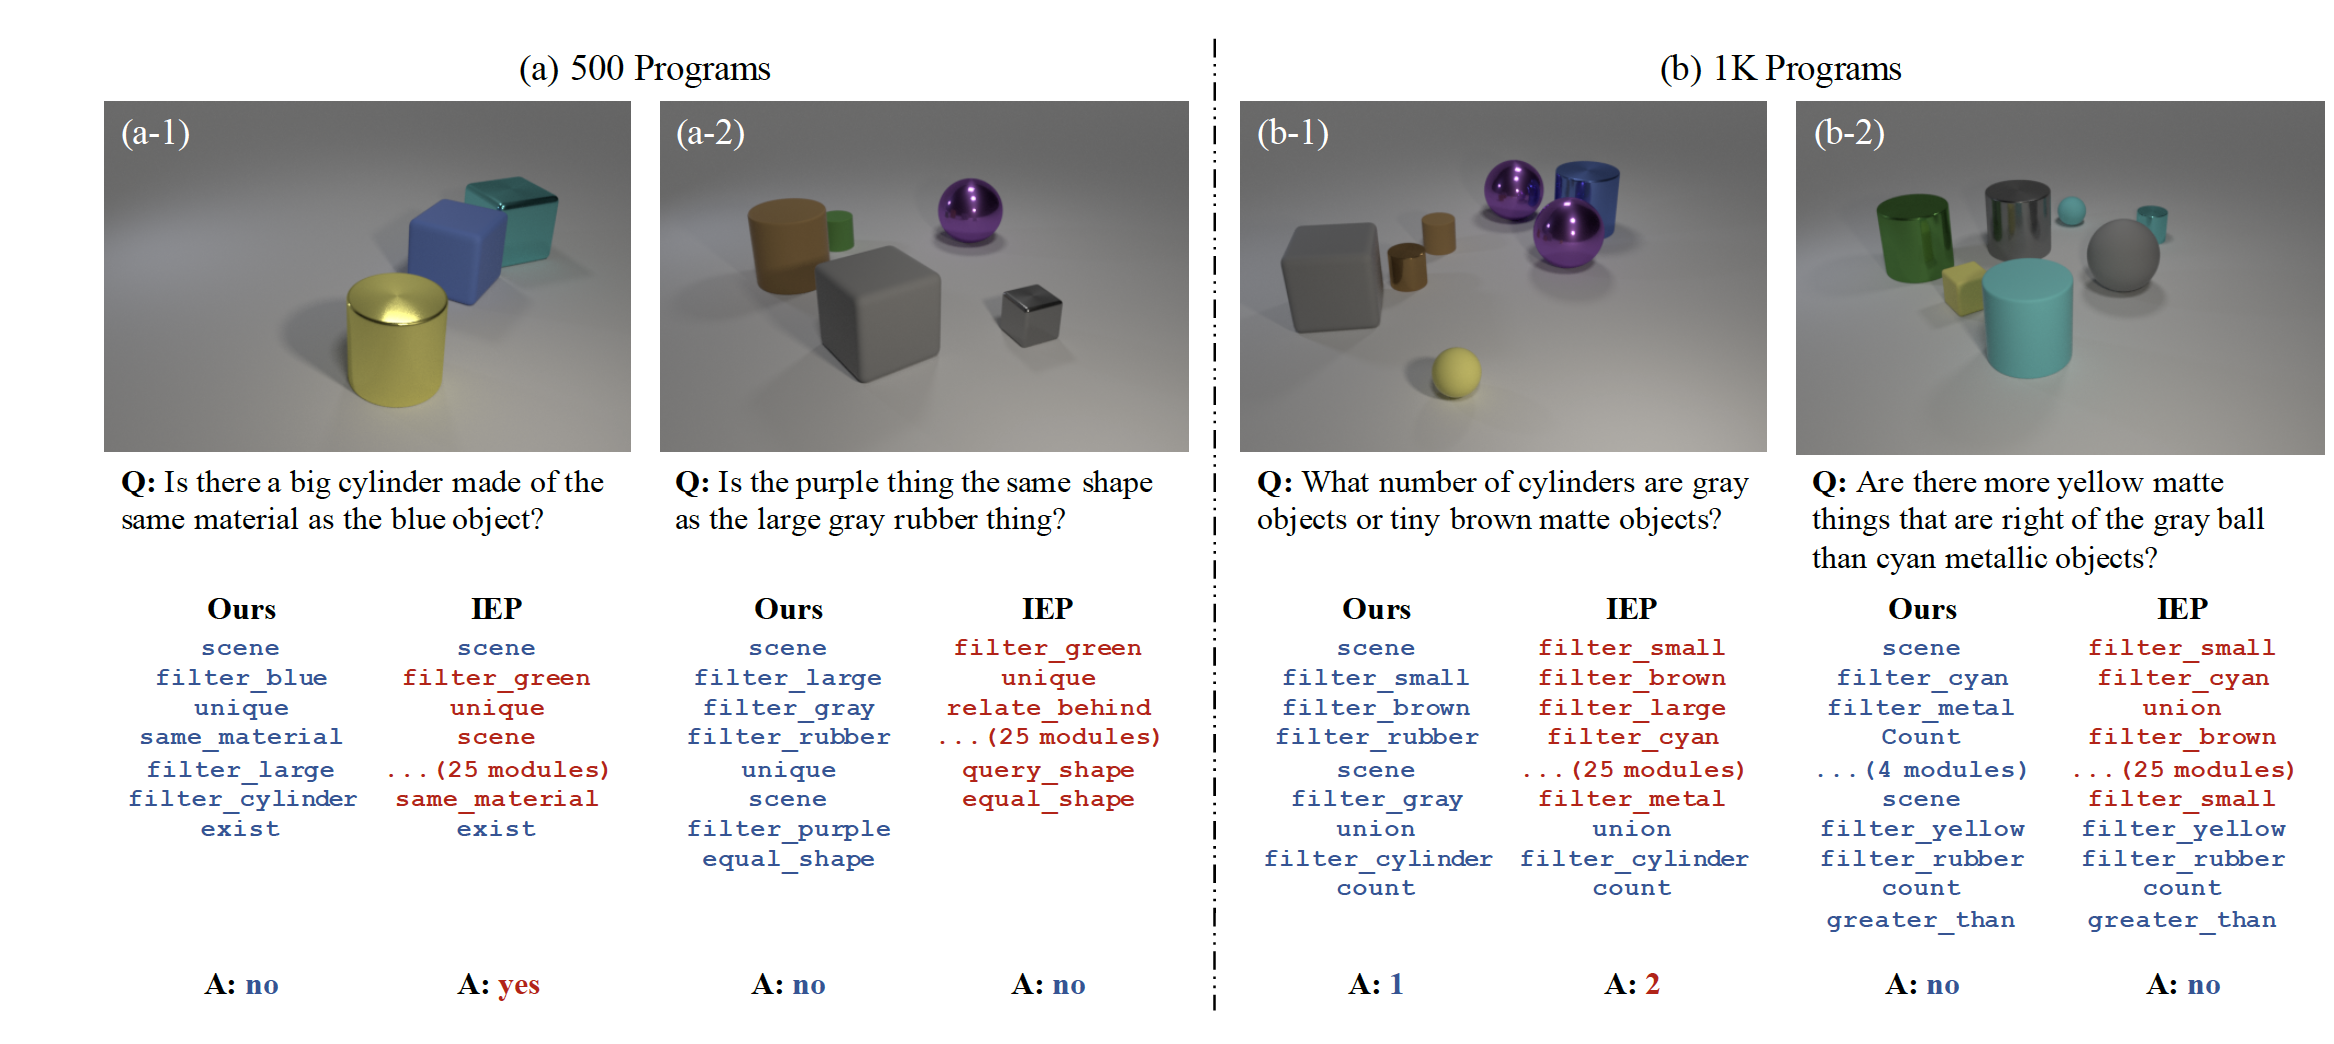 (a) 500 Programs
(a-1)
(a-2)
Q: Is there a big cylinder made of the
same material as the blue object?
Q: Is the purple thing the same shape
as the large gray rubber thing?
Ours
scene
filter_blue
unique
same_material
filter_large
filter_cylinder
exist
A: no
IEP
scene
filter_green
unique
scene
...(25 modules)
same_material
exist
A: yes
Ours
scene
filter_large
filter_gray
filter_rubber
unique
scene
filter_purple
equal_shape
A: no
IEP
filter_green
unique
relate_behind
...(25 modules)
query_shape
equal_shape
A: no
(b) 1K Programs
(b-1)
(b-2)
Q: What number of cylinders are gray
objects or tiny brown matte objects?
Q: Are there more yellow matte
things that are right of the gray ball
than cyan metallic objects?
Ours
scene
filter_small
filter_brown
filter_rubber
scene
filter_gray
union
filter_cylinder
count
A: 1
IEP
filter_small
filter_brown
filter_large
filter_cyan
...(25 modules)
filter_metal
union
filter_cylinder
count
A: 2
Ours
scene
filter_cyan
filter_metal
Count
...(4 modules)
scene
filter_yellow
filter_rubber
count
greater_than
A: no
IEP
filter_small
filter_cyan
union
filter_brown
...(25 modules)
filter_small
filter_yellow
filter_rubber
count
greater_than
A: no